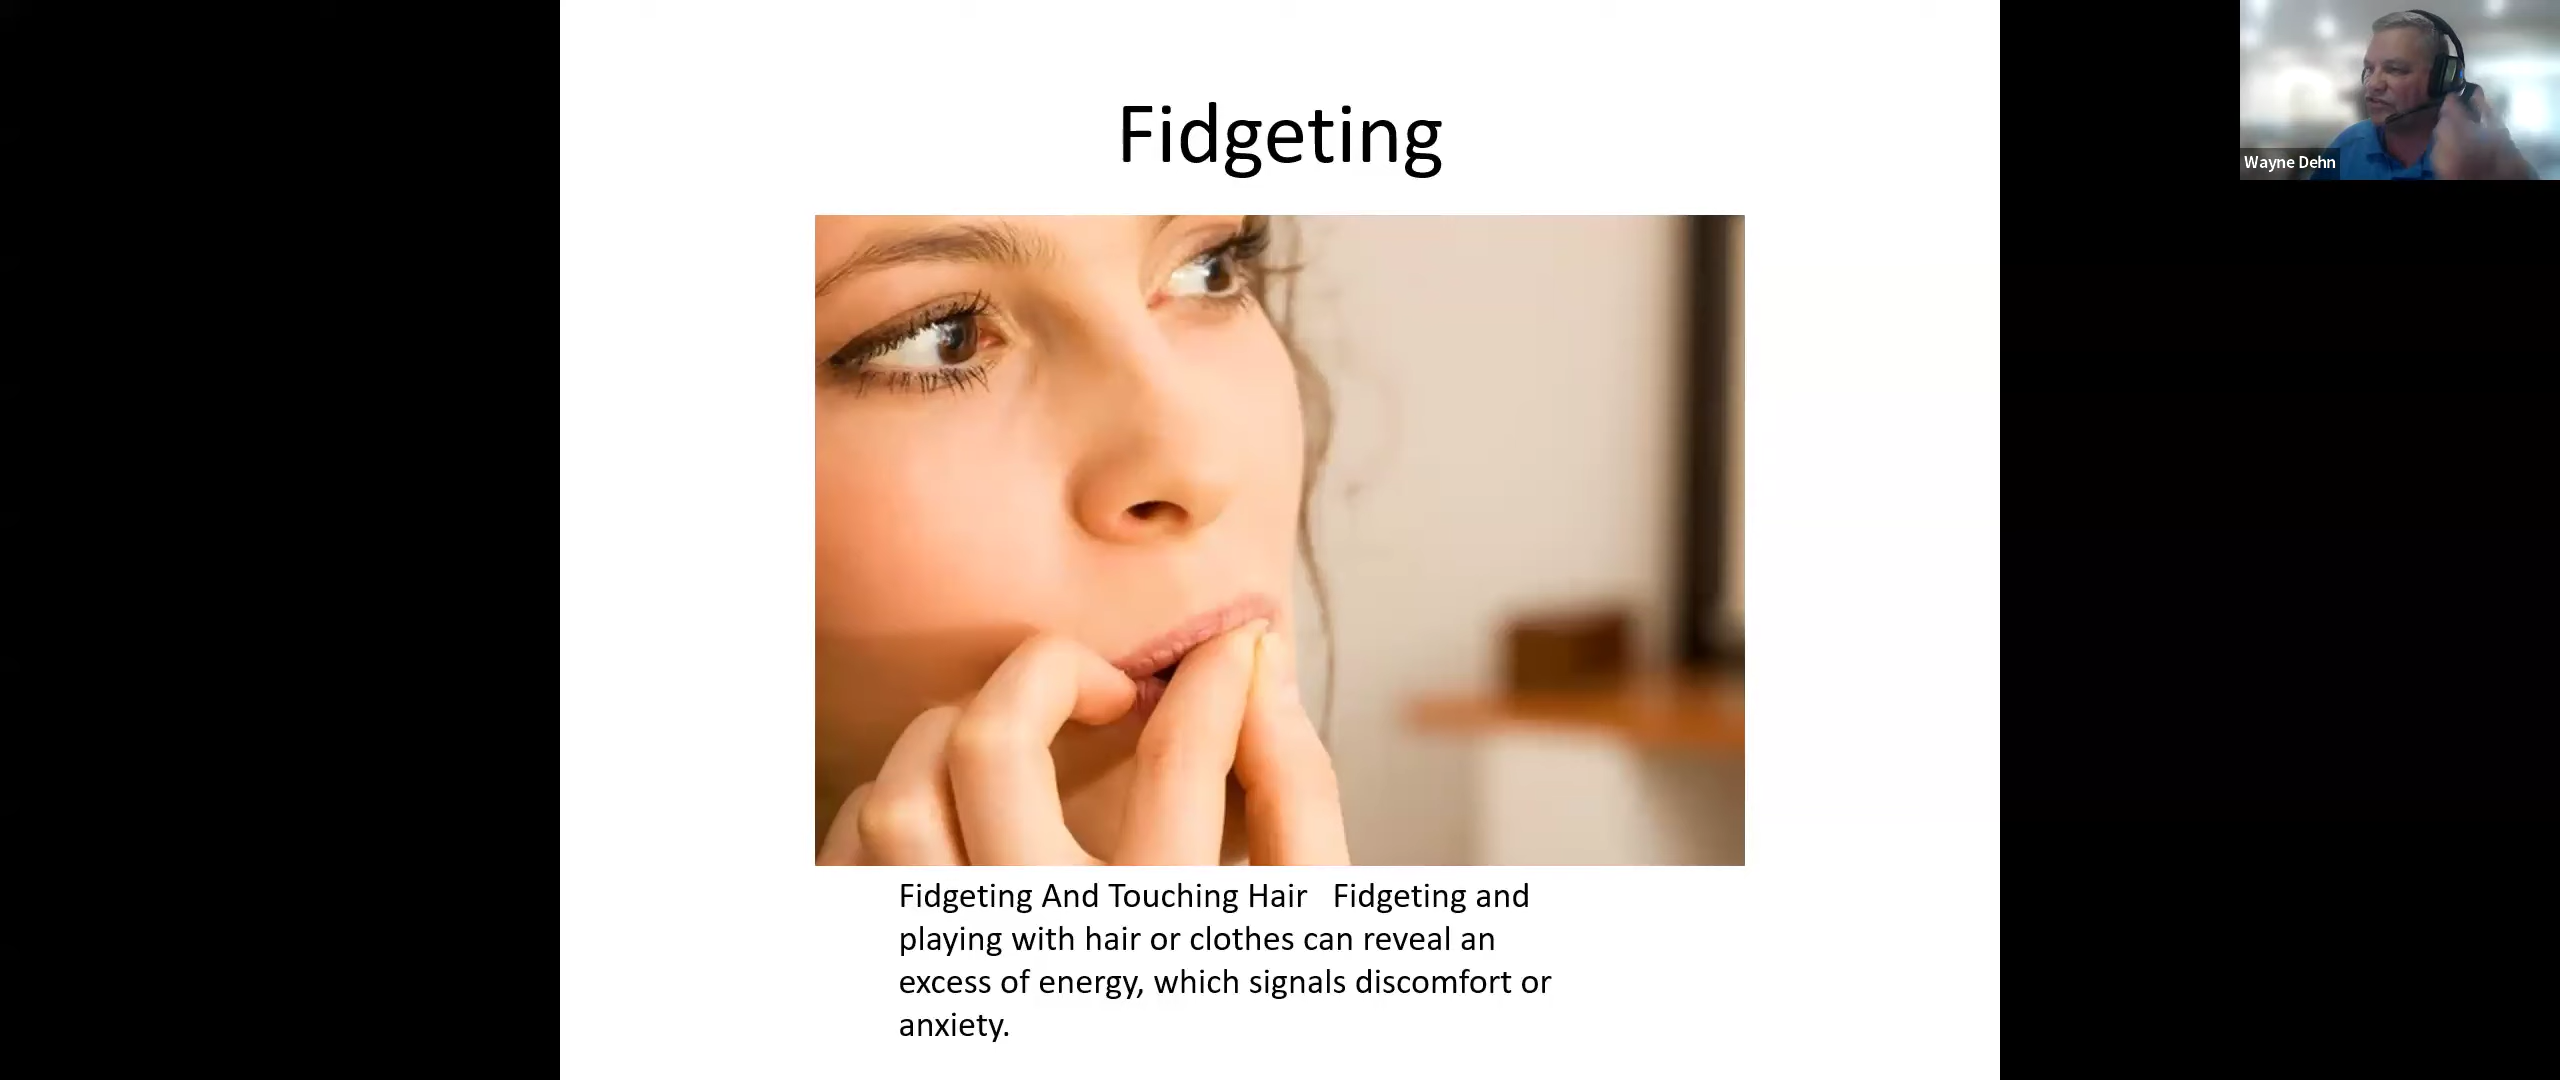 Fidgeting
Wayne Dehn
Fidgeting And Touching Hair   Fidgeting and
playing with hair or clothes can reveal an
excess of energy, which signals discomfort or
anxiety.